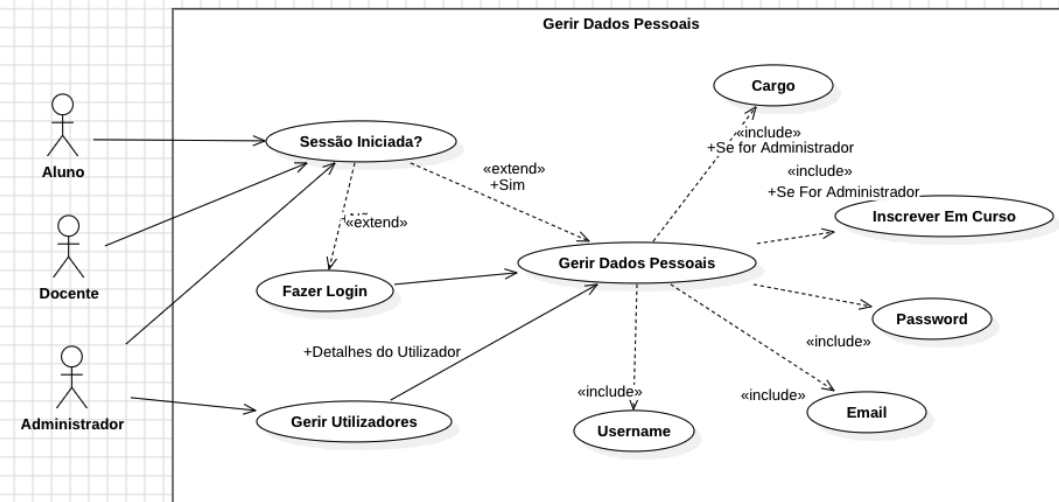 Gerir Dados Pessoais
Cargo
Aluno
Sessão Iniciada?
«include»
+Se for Administrador
«extend»
+Sim
«include»
+Se For Administrador
Inscrever Em Curso
«extend»
Docente
Fazer Login
Gerir Dados Pessoais
Password
«include»
+Detalhes do Utilizador
Administrador
Gerir Utilizadores
«include»
«include»
Username
Email